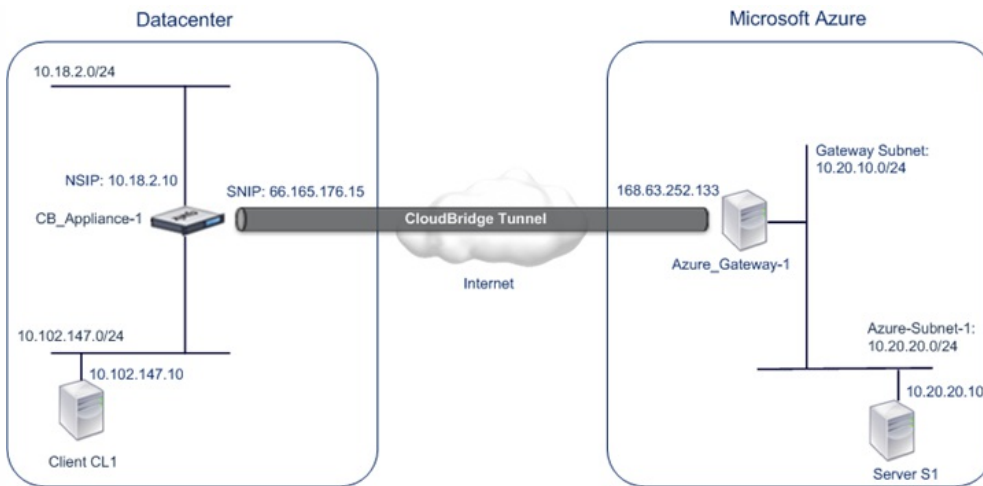 Datacenter
Microsoft Azure
10.18.2.0/24
Gateway Subnet:
10.20.10.0/24
NSIP: 10.18.2.10
SNIP: 66.165.176.15
168.63.252.133
CB_Appliance-1
CloudBridge Tunnel
Azure_Gateway-1
Internet
10.102.147.0/24
Azure-Subnet-1:
10.20.20.0/24
10.102.147.10
10.20.20.10
Client CL1
Server S1